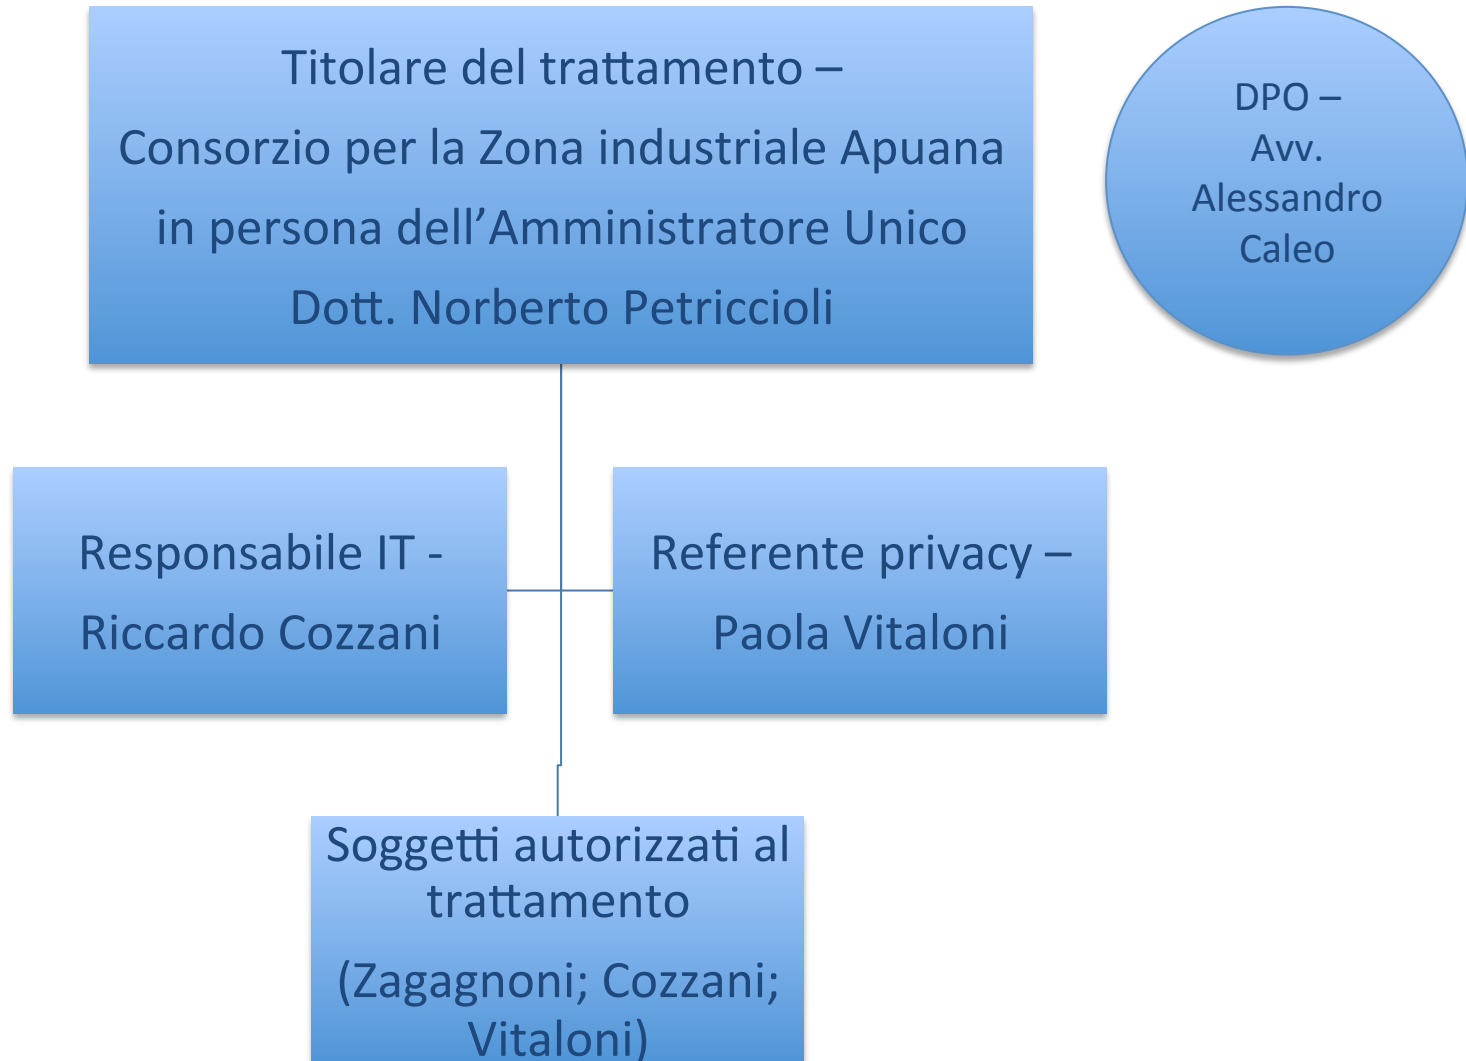 Titolare del trattamento –
Consorzio per la Zona industriale Apuana
in persona dell’Amministratore Unico
Dott. Norberto Petriccioli
DPO –
Avv.
Alessandro
Caleo
Responsabile IT -
Riccardo Cozzani
Referente privacy –
Paola Vitaloni
Soggetti autorizzati al
trattamento
(Zagagnoni; Cozzani;
Vitaloni)